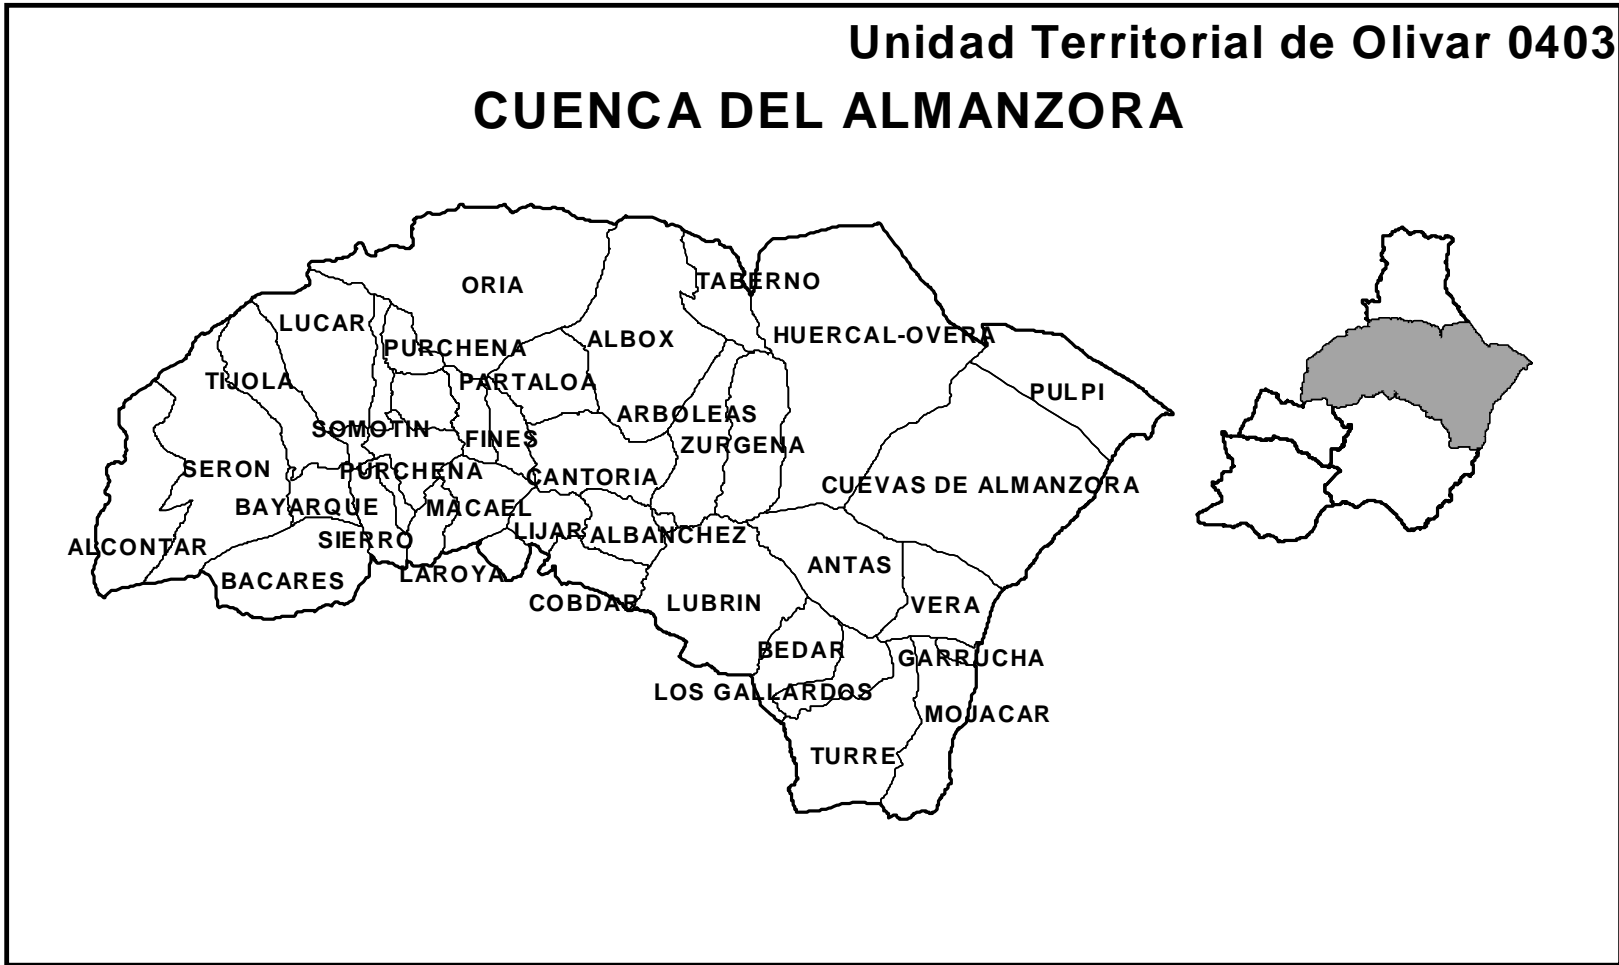 Unidad Territorial de Olivar 0403
CUENCA DEL ALMANZORA
TABERNO
ORIA
LUCAR
HUERCAL-OVERA
ALBOX
PURCHENA
TIJOLA
PARTALOA
PULPI
ARBOLEAS
SOMOTIN
FINES
ZURGENA
SERON
PURCHENA
CANTORIA
CUEVAS DE ALMANZORA
BAYARQUE
MACAEL
LIJAR
ALBANCHEZ
SIERRO
ALCONTAR
ANTAS
LAROYA
BACARES
COBDAR
LUBRIN
VERA
BEDAR
GARRUCHA
LOS GALLARDOS
MOJACAR
TURRE